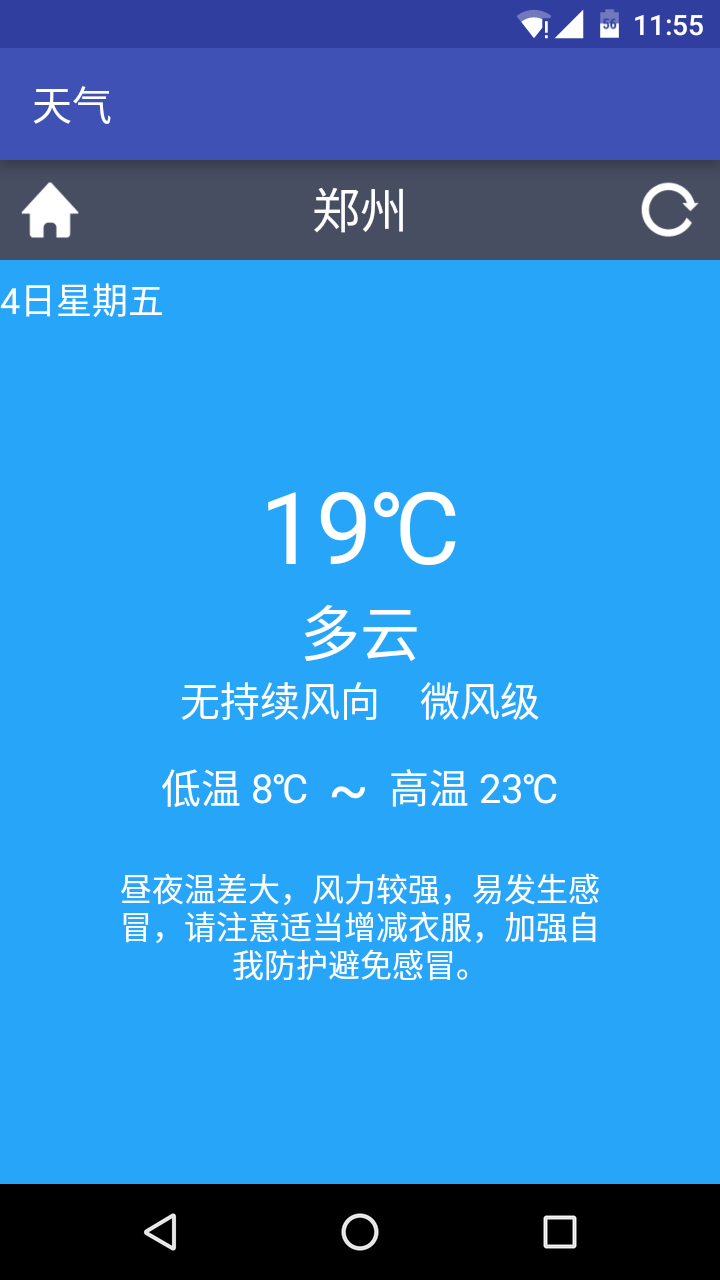 56 11:55
天气
郑州
4日星期五
19℃
多云
无持续风向 微风级
低温 8℃ ～ 高温 23℃
昼夜温差大，风力较强，易发生感
冒，请注意适当增减衣服，加强自
我防护避免感冒。